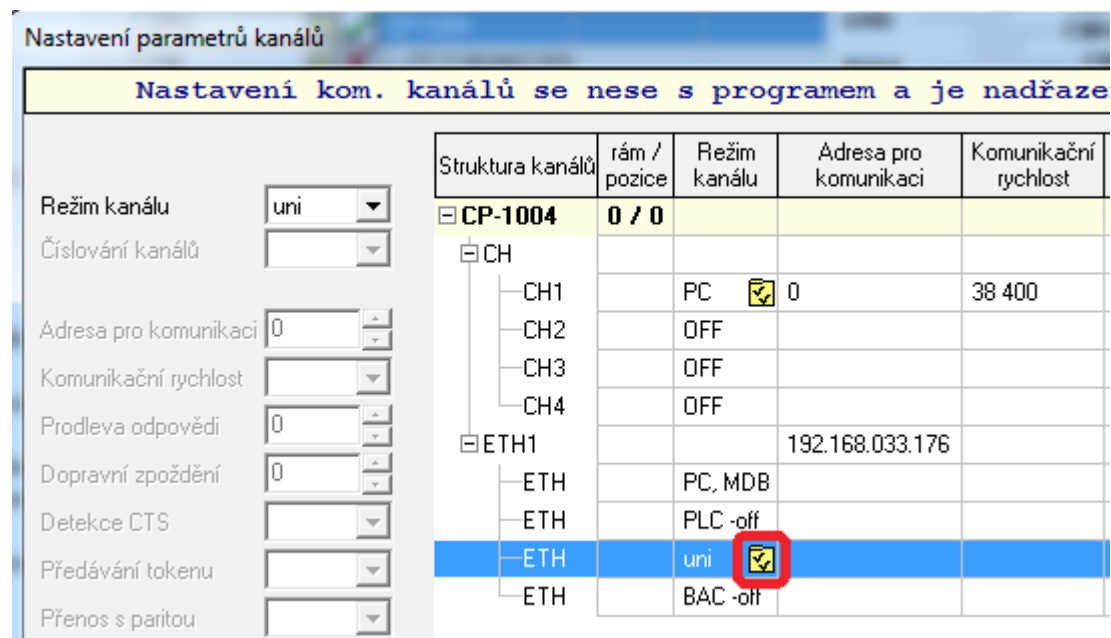 Nastavení parametrů kanálů
Nastavení kom. kanálů se nese s programem a je nadřaze
Struktura kanálů rám / pozice Režim kanálu Adresa pro komunikaci Komunikační rychlost
Režim kanálu uni
CP-1004 0 / 0
Číslování kanálů
CH
CH1 PC 0 38 400
Adresa pro komunikaci 0
CH2 OFF
Komunikační rychlost
CH3 OFF
CH4 OFF
Prodleva odpovědi 0
ETH1 192.168.033.176
Dopravní zpoždění 0
ETH PC, MDB
Detekce CTS
ETH PLC -off
ETH uni
Předávání tokenu
ETH BAC -off
Přenos s paritou